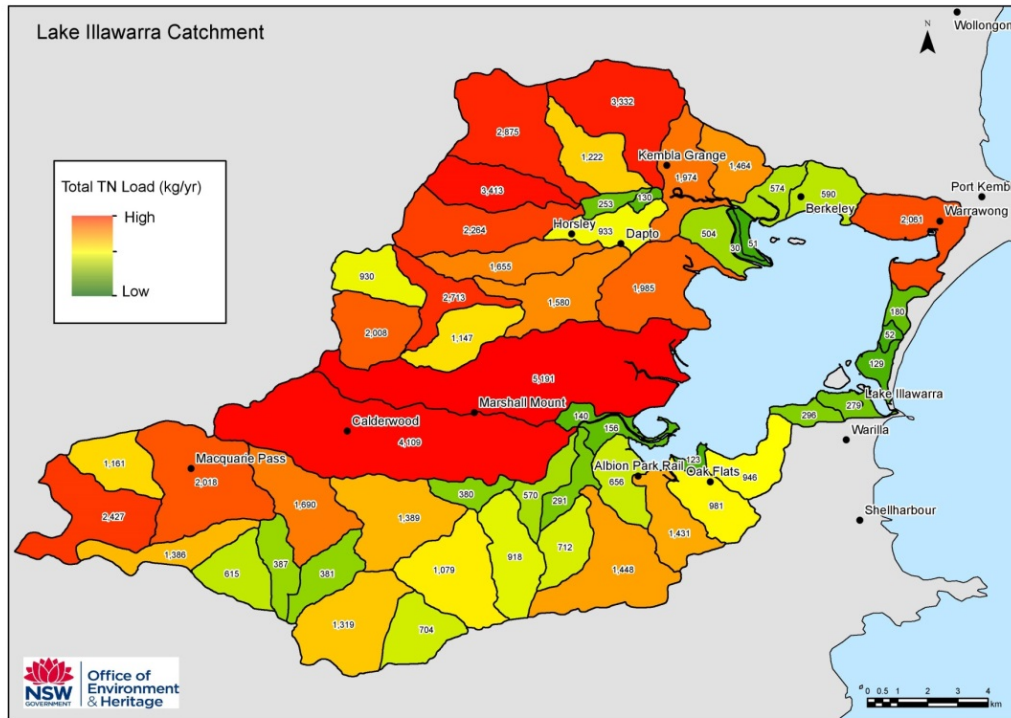 Lake Illawarra Catchment
N
Wollongon
3,332
2,875
1,222
Kembla Grange
1,464
1,974
Total TN Load (kg/yr)
High
Low
3,413
130
253
574
590
Berkeley
Port Kemb
Warrawong
2,061
2,264
Horsley
933
Dapto
504
30
51
930
1,655
2,713
1,580
1,985
180
52
2,008
1,147
129
5,191
Lake Illawarra
279
296
Marshall Mount
140
156
Calderwood
4,109
Warilla
1,161
Macquarie Pass
2,018
Albion Park Rail
123
Oak Flats
946
656
380
570
291
981
2,427
1,690
1,389
Shellharbour
1,431
1,386
387
381
615
1,079
918
712
1,448
1,319
704
NSW
GOVERNMENT
Office of
Environment
& Heritage
0 0.5 1 2 3 4
km